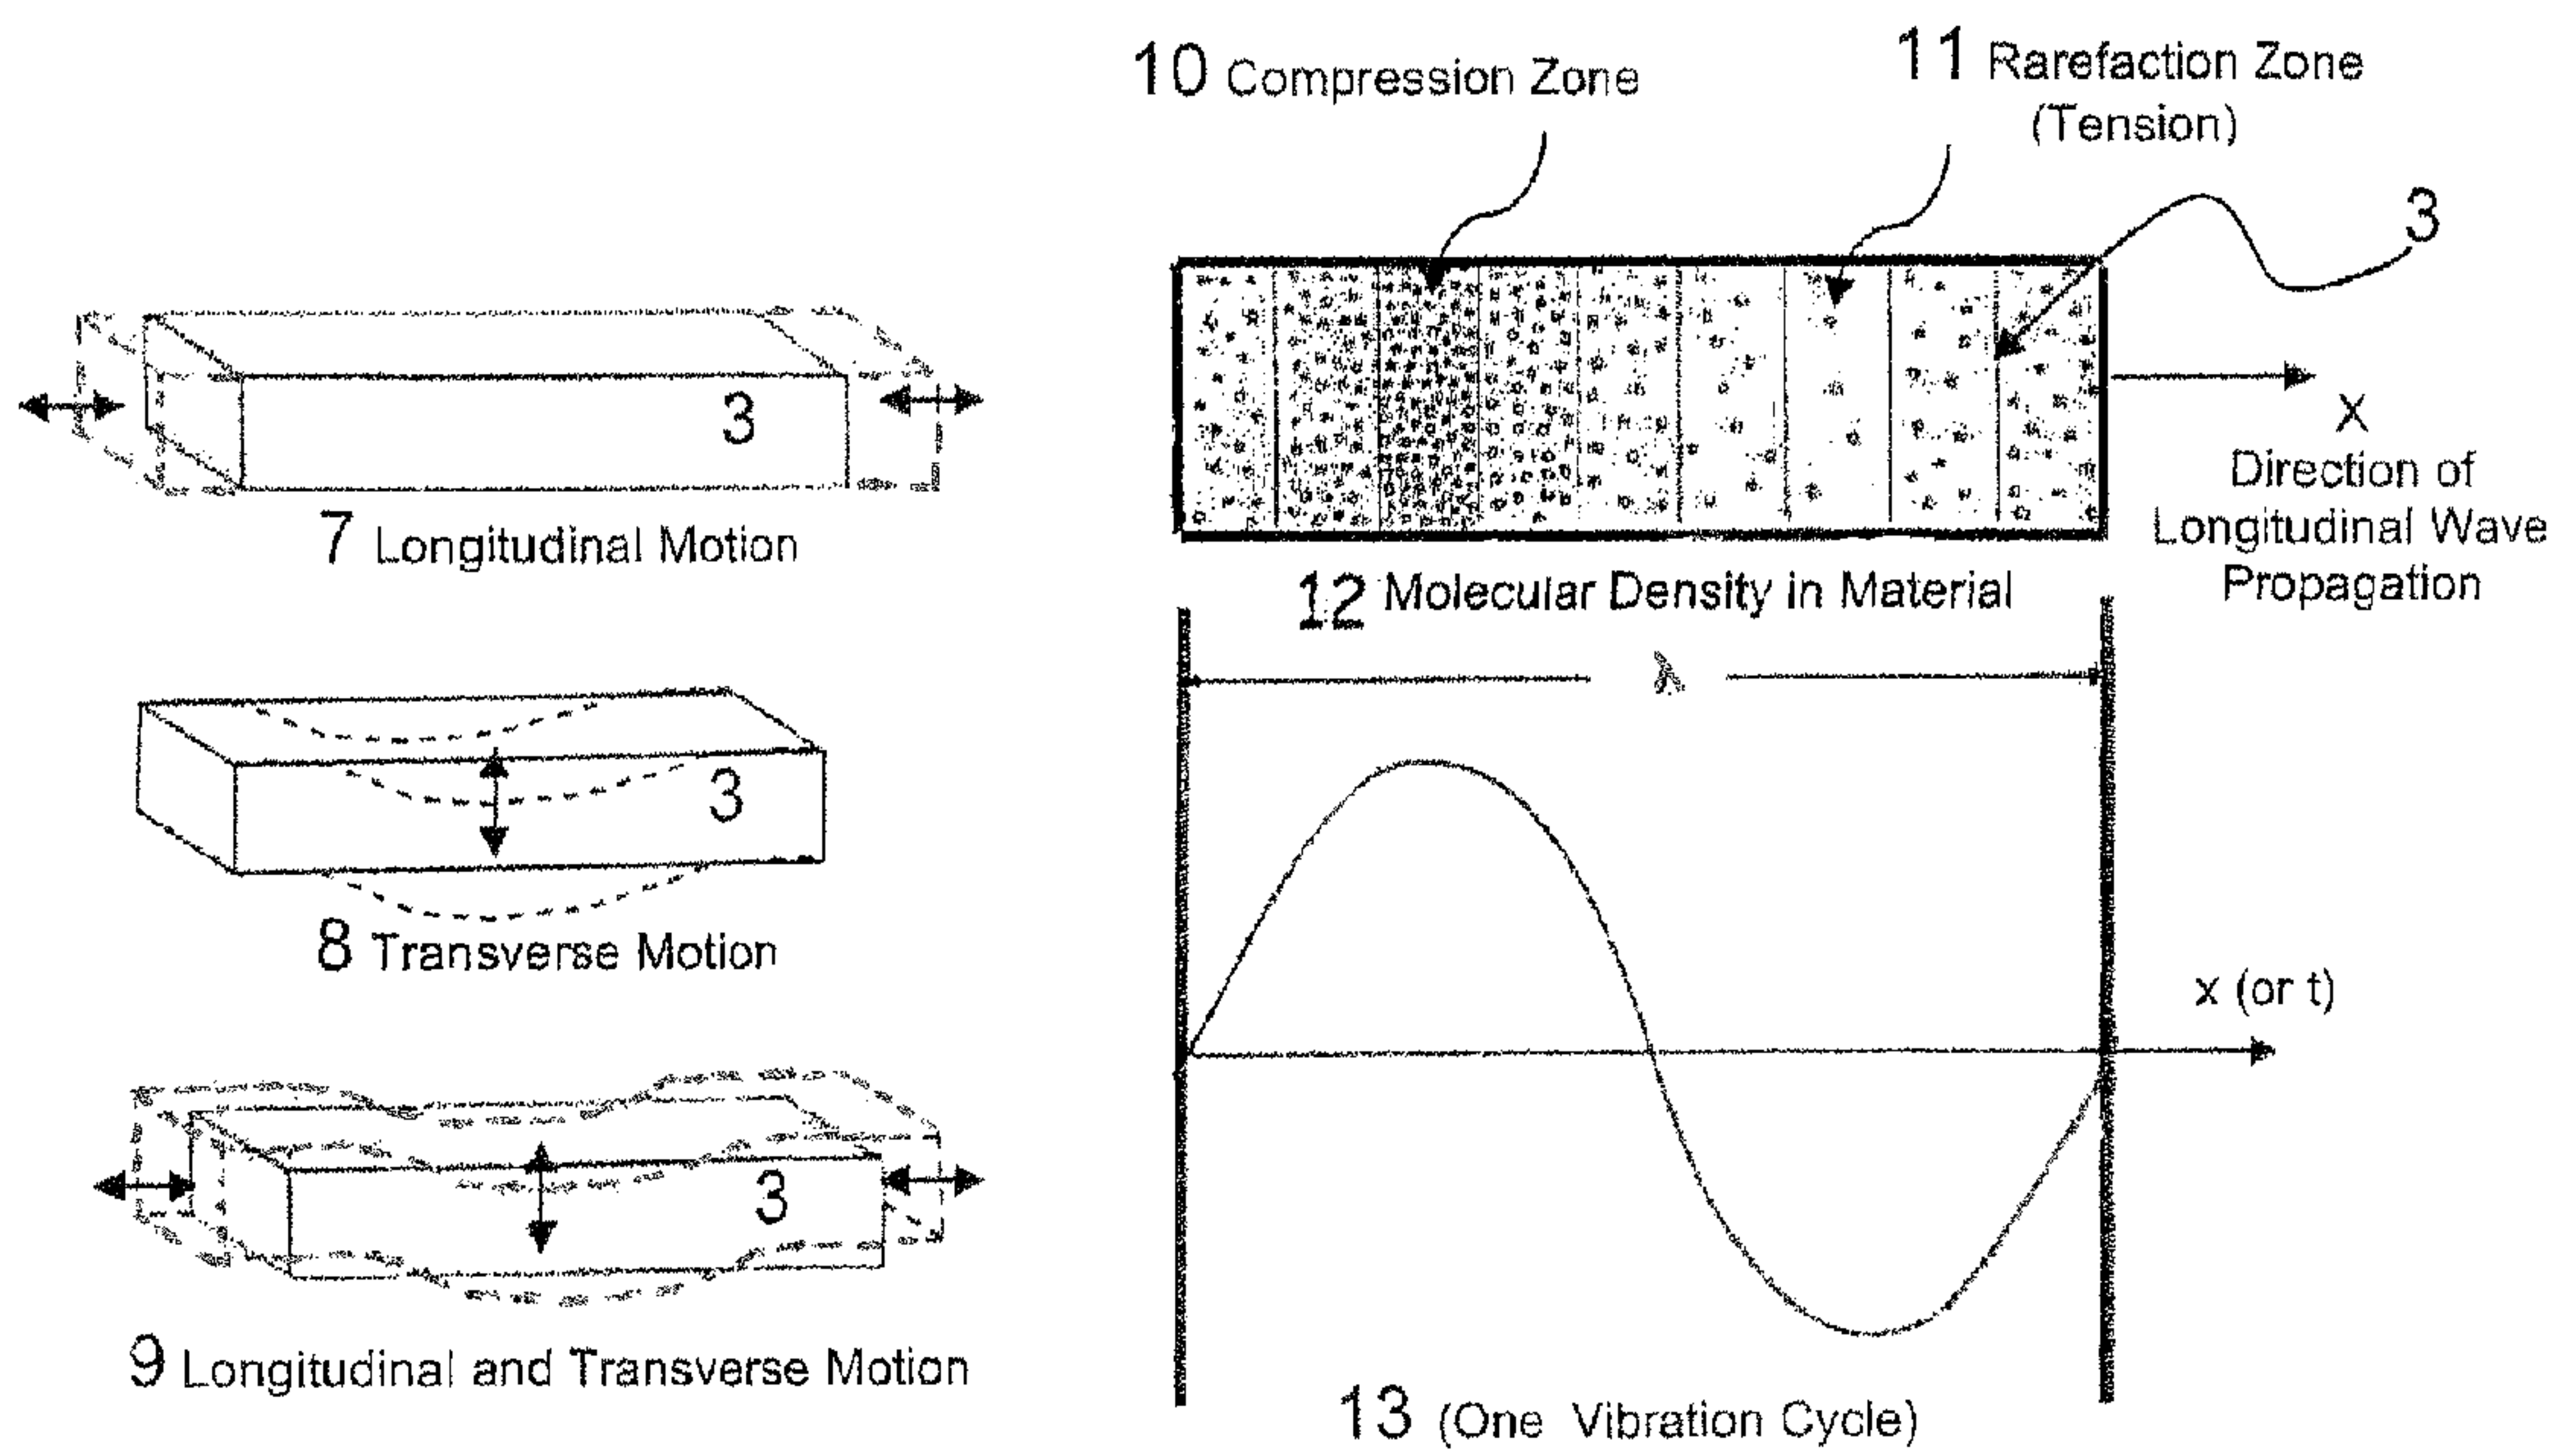 3
7 Longitudinal Motion
3
8 Transverse Motion
3
9 Longitudinal and Transverse Motion
10 Compression Zone
11 Rarefaction Zone
(Tension)
3
X
Direction of
Longitudinal Wave
Propagation
12 Molecular Density in Material
λ
x (or t)
13 (One Vibration Cycle)